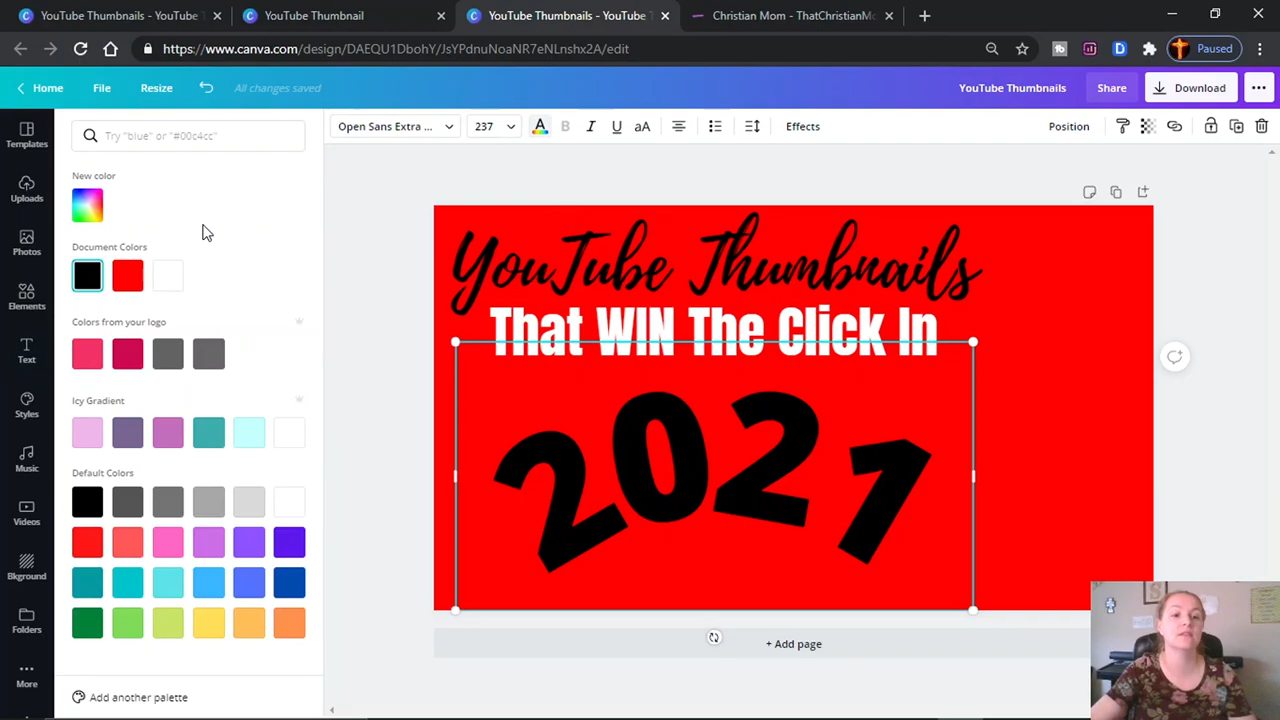 YouTube Thumbnails - YouTube T
YouTube Thumbnail
YouTube Thumbnails - YouTube T
Christian Mom - ThatChristianMo
https://www.canva.com/design/DAEQU1DbohY/JsYPdnuNoaNR7eNLnshx2A/edit
Paused
Home
File
Resize
All changes saved
YouTube Thumbnails
Share
Download
Templates
Uploads
Photos
Elements
Text
Styles
Music
Videos
Bkground
Folders
More
Try "blue" or "#00c4cc"
New color
Document Colors
Colors from your logo
Icy Gradient
Default Colors
Add another palette
Open Sans Extra ...
237
A
B
I
U
aA
Effects
Position
YouTube Thumbnails
That WIN The Click In
2021
+ Add page